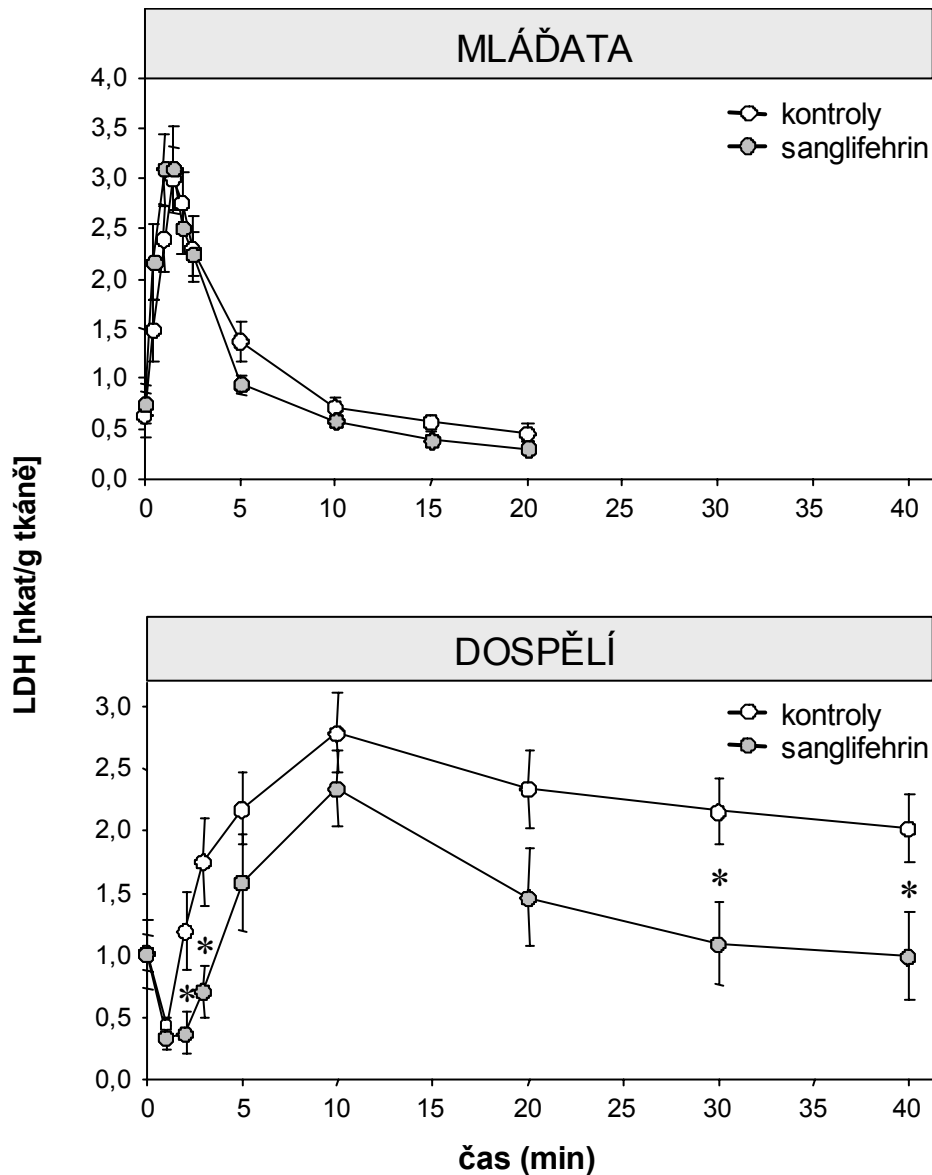 MLÁĎATA
4,0
3,5
3,0
2,5
2,0
1,5
1,0
0,5
0,0
kontroly
sanglifehrin
0 5 10 15 20 25 30 35 40
LDH [nkat/g tkáně]
DOSPĚLÍ
3,0
2,5
2,0
1,5
1,0
0,5
0,0
kontroly
sanglifehrin
*
*
*
*
0 5 10 15 20 25 30 35 40
čas (min)